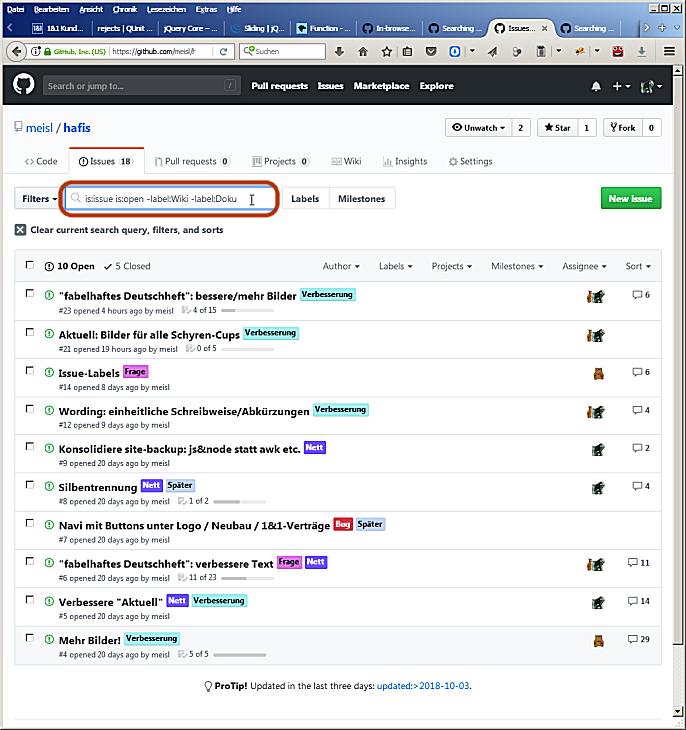 Datei Bearbeiten Ansicht Chronik Lesezeichen Extras Hilfe
1&1 Kund... rejects | QUnit jQuery Core – ... Sliding | jQ... Function - ... In-browse... Searching ... Issues... Searching ...
GitHub, Inc. (US) https://github.com/meisl/h Suchen
Search or jump to... / Pull requests Issues Marketplace Explore
meisl / hafis Unwatch 2 Star 1 Fork 0
Code Issues 18 Pull requests 0 Projects 0 Wiki Insights Settings
Filters is:issue is:open -label:Wiki -label:Doku Labels Milestones New issue
Clear current search query, filters, and sorts
10 Open 5 Closed Author Labels Projects Milestones Assignee Sort
"fabelhaftes Deutschheft": bessere/mehr Bilder Verbesserung 6
#23 opened 4 hours ago by meisl 4 of 15
Aktuell: Bilder für alle Schyren-Cups Verbesserung
#21 opened 19 hours ago by meisl 0 of 5
Issue-Labels Frage 6
#14 opened 8 days ago by meisl
Wording: einheitliche Schreibweise/Abkürzungen Verbesserung 4
#12 opened 9 days ago by meisl
Konsolidiere site-backup: js&node statt awk etc. Nett 2
#9 opened 20 days ago by meisl
Silbentrennung Nett Später 4
#8 opened 20 days ago by meisl 1 of 2
Navi mit Buttons unter Logo / Neubau / 1&1-Verträge Bug Später
#7 opened 20 days ago by meisl
"fabelhaftes Deutschheft": verbessere Text Frage Nett 11
#6 opened 20 days ago by meisl 11 of 23
Verbessere "Aktuell" Nett Verbesserung 14
#5 opened 20 days ago by meisl
Mehr Bilder! Verbesserung 29
#4 opened 20 days ago by meisl 5 of 5
ProTip! Updated in the last three days: updated:>2018-10-03.